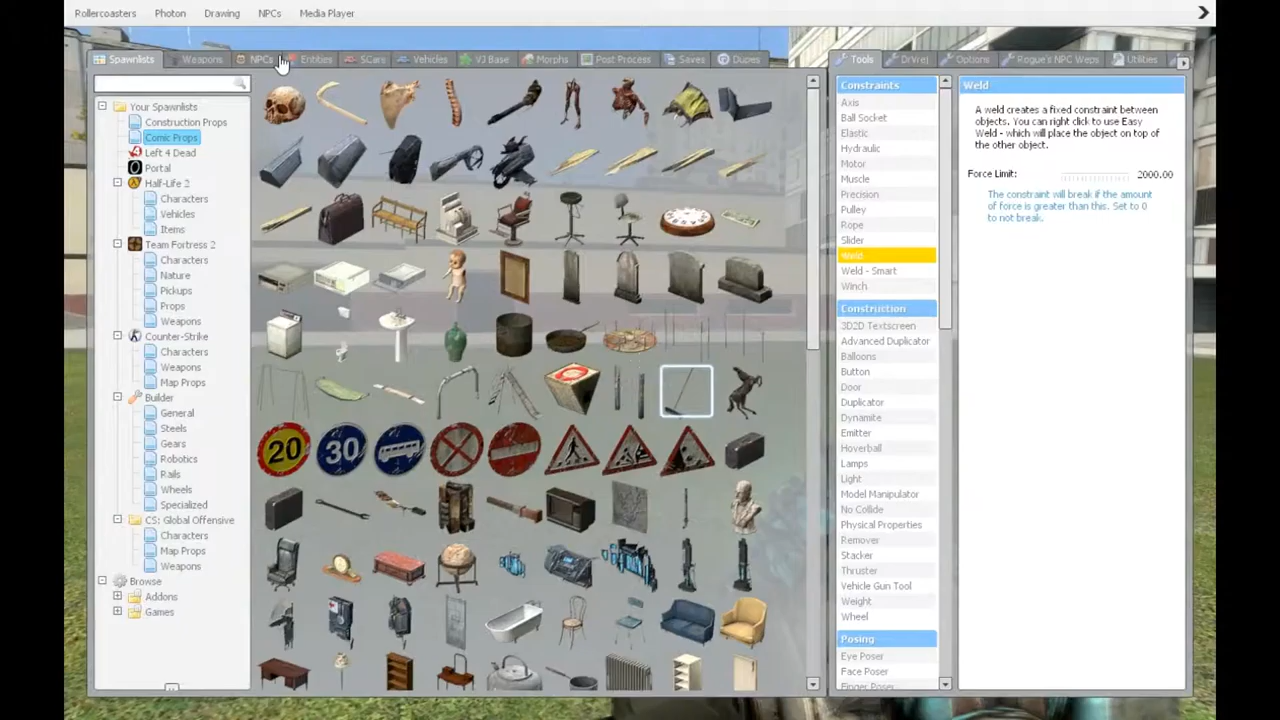 Rollercoasters Photon Drawing NPCs Media Player
Spawnlists Weapons NPCs Entities SCars Vehicles VJ Base Morphs Post Process Saves Dupes
Your Spawnlists
Construction Props
Comic Props
Left 4 Dead
Portal
Half-Life 2
Characters
Vehicles
Items
Team Fortress 2
Characters
Nature
Pickups
Props
Weapons
Counter-Strike
Characters
Weapons
Map Props
Builder
General
Steels
Gears
Robotics
Rails
Wheels
Specialized
CS: Global Offensive
Characters
Map Props
Weapons
Browse
Addons
Games
20
30
Tools DrVrej Options Rogue's NPC Weps Utilities
Constraints
Axis
Ball Socket
Elastic
Hydraulic
Motor
Muscle
Precision
Pulley
Rope
Slider
Weld
Weld - Smart
Winch
Construction
3D2D Textscreen
Advanced Duplicator
Balloons
Button
Door
Duplicator
Dynamite
Emitter
Hoverball
Lamps
Light
Model Manipulator
No Collide
Physical Properties
Remover
Stacker
Thruster
Vehicle Gun Tool
Weight
Wheel
Posing
Eye Poser
Face Poser
Finger Poser
Weld
A weld creates a fixed constraint between
objects. You can right click to use Easy
Weld - which will place the object on top of
the other object.
Force Limit: 2000.00
The constraint will break if the amount
of force is greater than this. Set to 0
to not break.